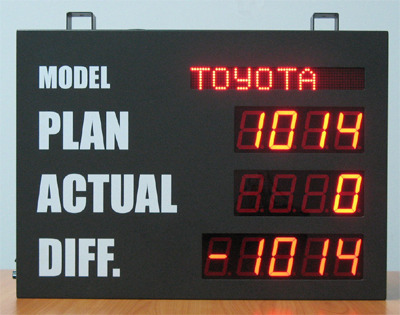 MODEL TOYOTA
PLAN 1014
ACTUAL 0
DIFF. -1014